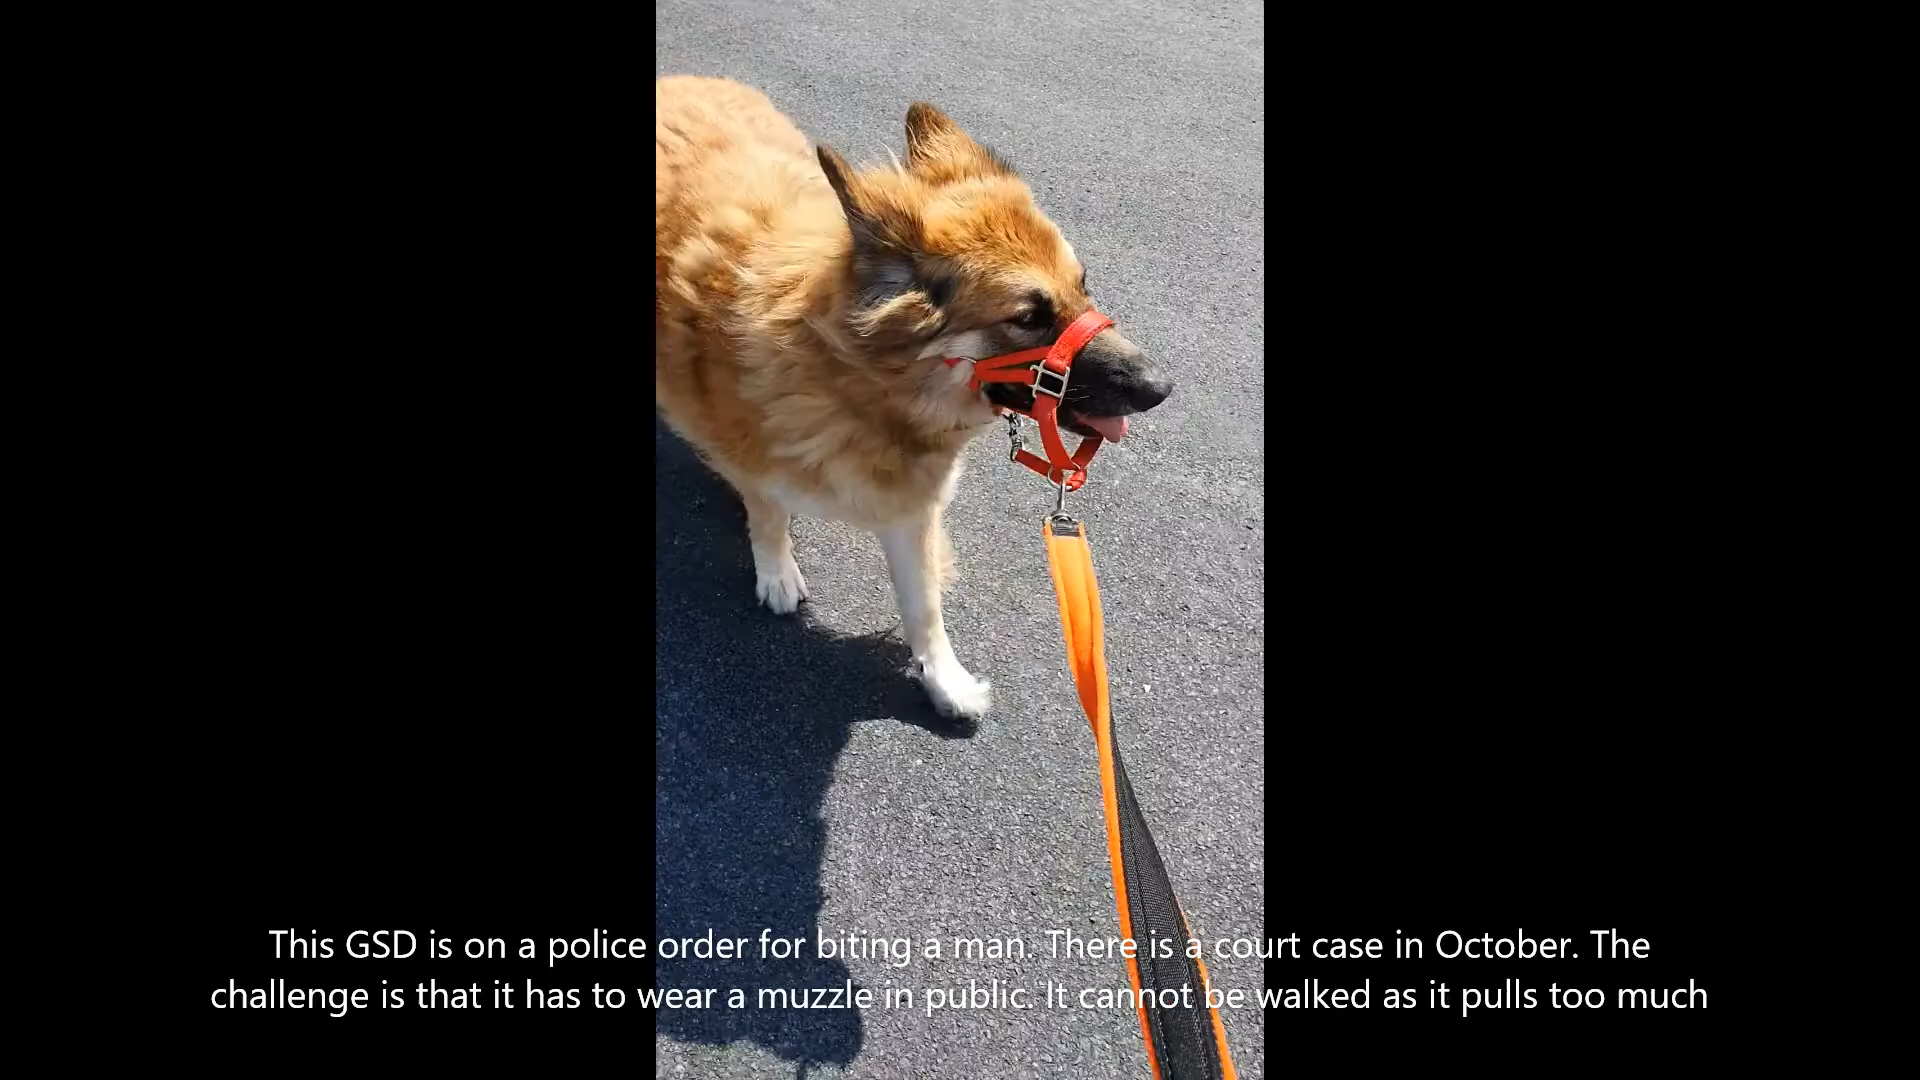 This GSD is on a police order for biting a man. There is a court case in October. The
challenge is that it has to wear a muzzle in public. It cannot be walked as it pulls too much